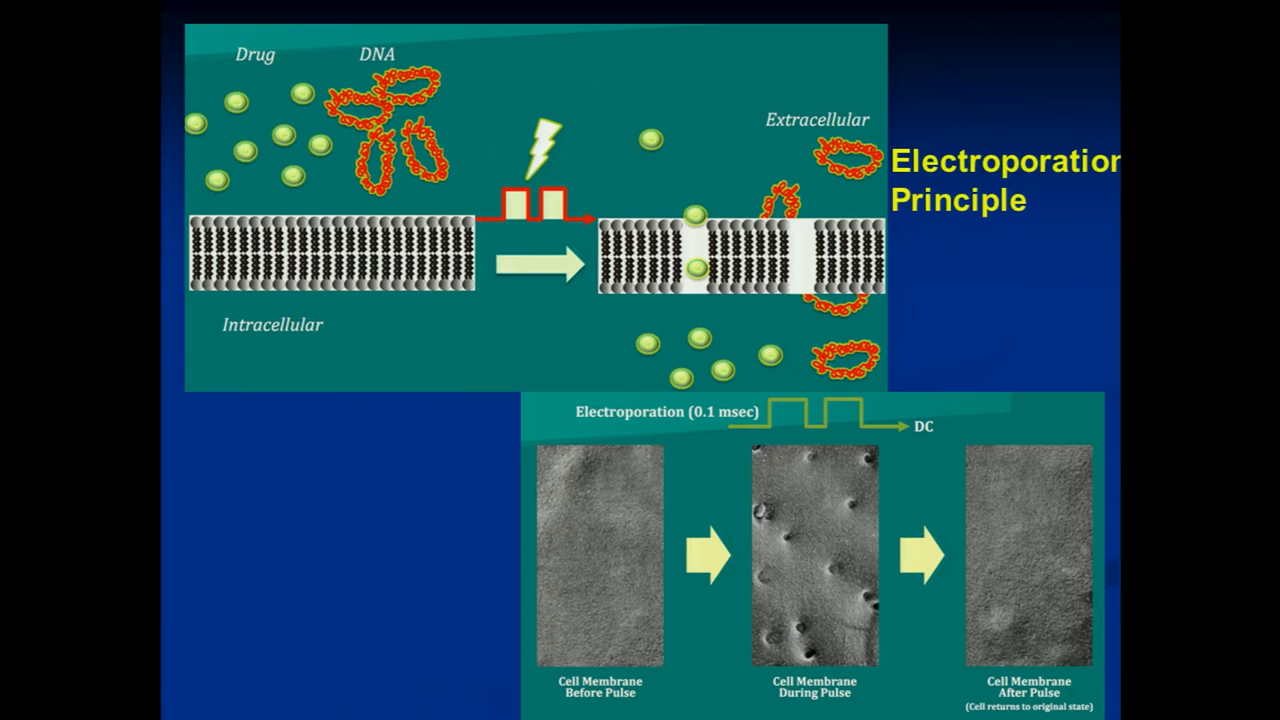 Drug
DNA
Extracellular
Electroporation
Principle
Intracellular
Electroporation (0.1 msec)
DC
Cell Membrane
Before Pulse
Cell Membrane
During Pulse
Cell Membrane
After Pulse
(Cell returns to original state)